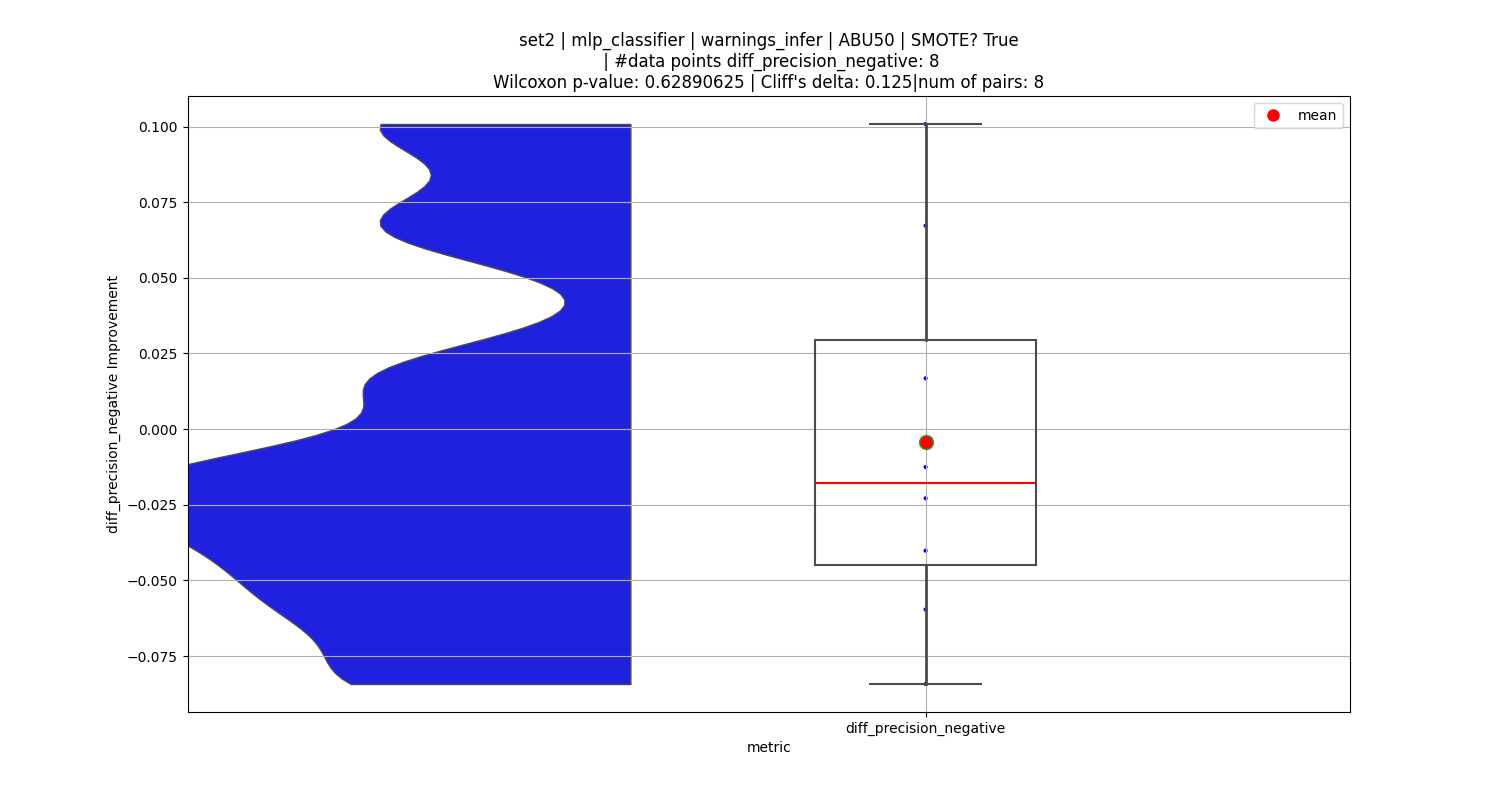 set2 | mlp_classifier | warnings_infer | ABU50 | SMOTE? True
| #data points diff_precision_negative: 8
Wilcoxon p-value: 0.62890625 | Cliff's delta: 0.125|num of pairs: 8
mean
0.100
0.075
0.050
0.025
0.000
−0.025
−0.050
−0.075
diff_precision_negative Improvement
diff_precision_negative
metric